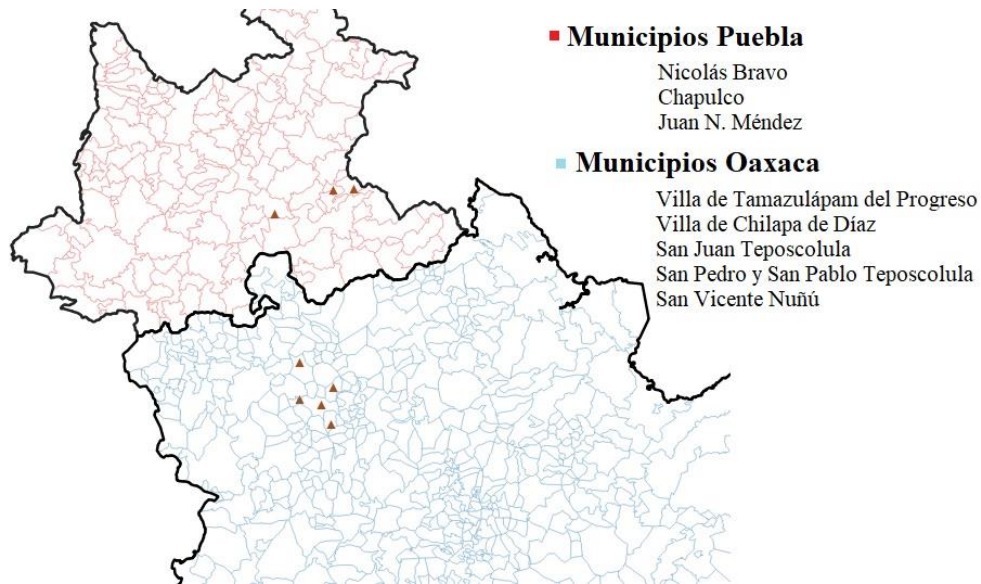 Municipios Puebla
Nicolás Bravo
Chapulco
Juan N. Méndez
Municipios Oaxaca
Villa de Tamazulápam del Progreso
Villa de Chilapa de Díaz
San Juan Teposcolula
San Pedro y San Pablo Teposcolula
San Vicente Nuñú